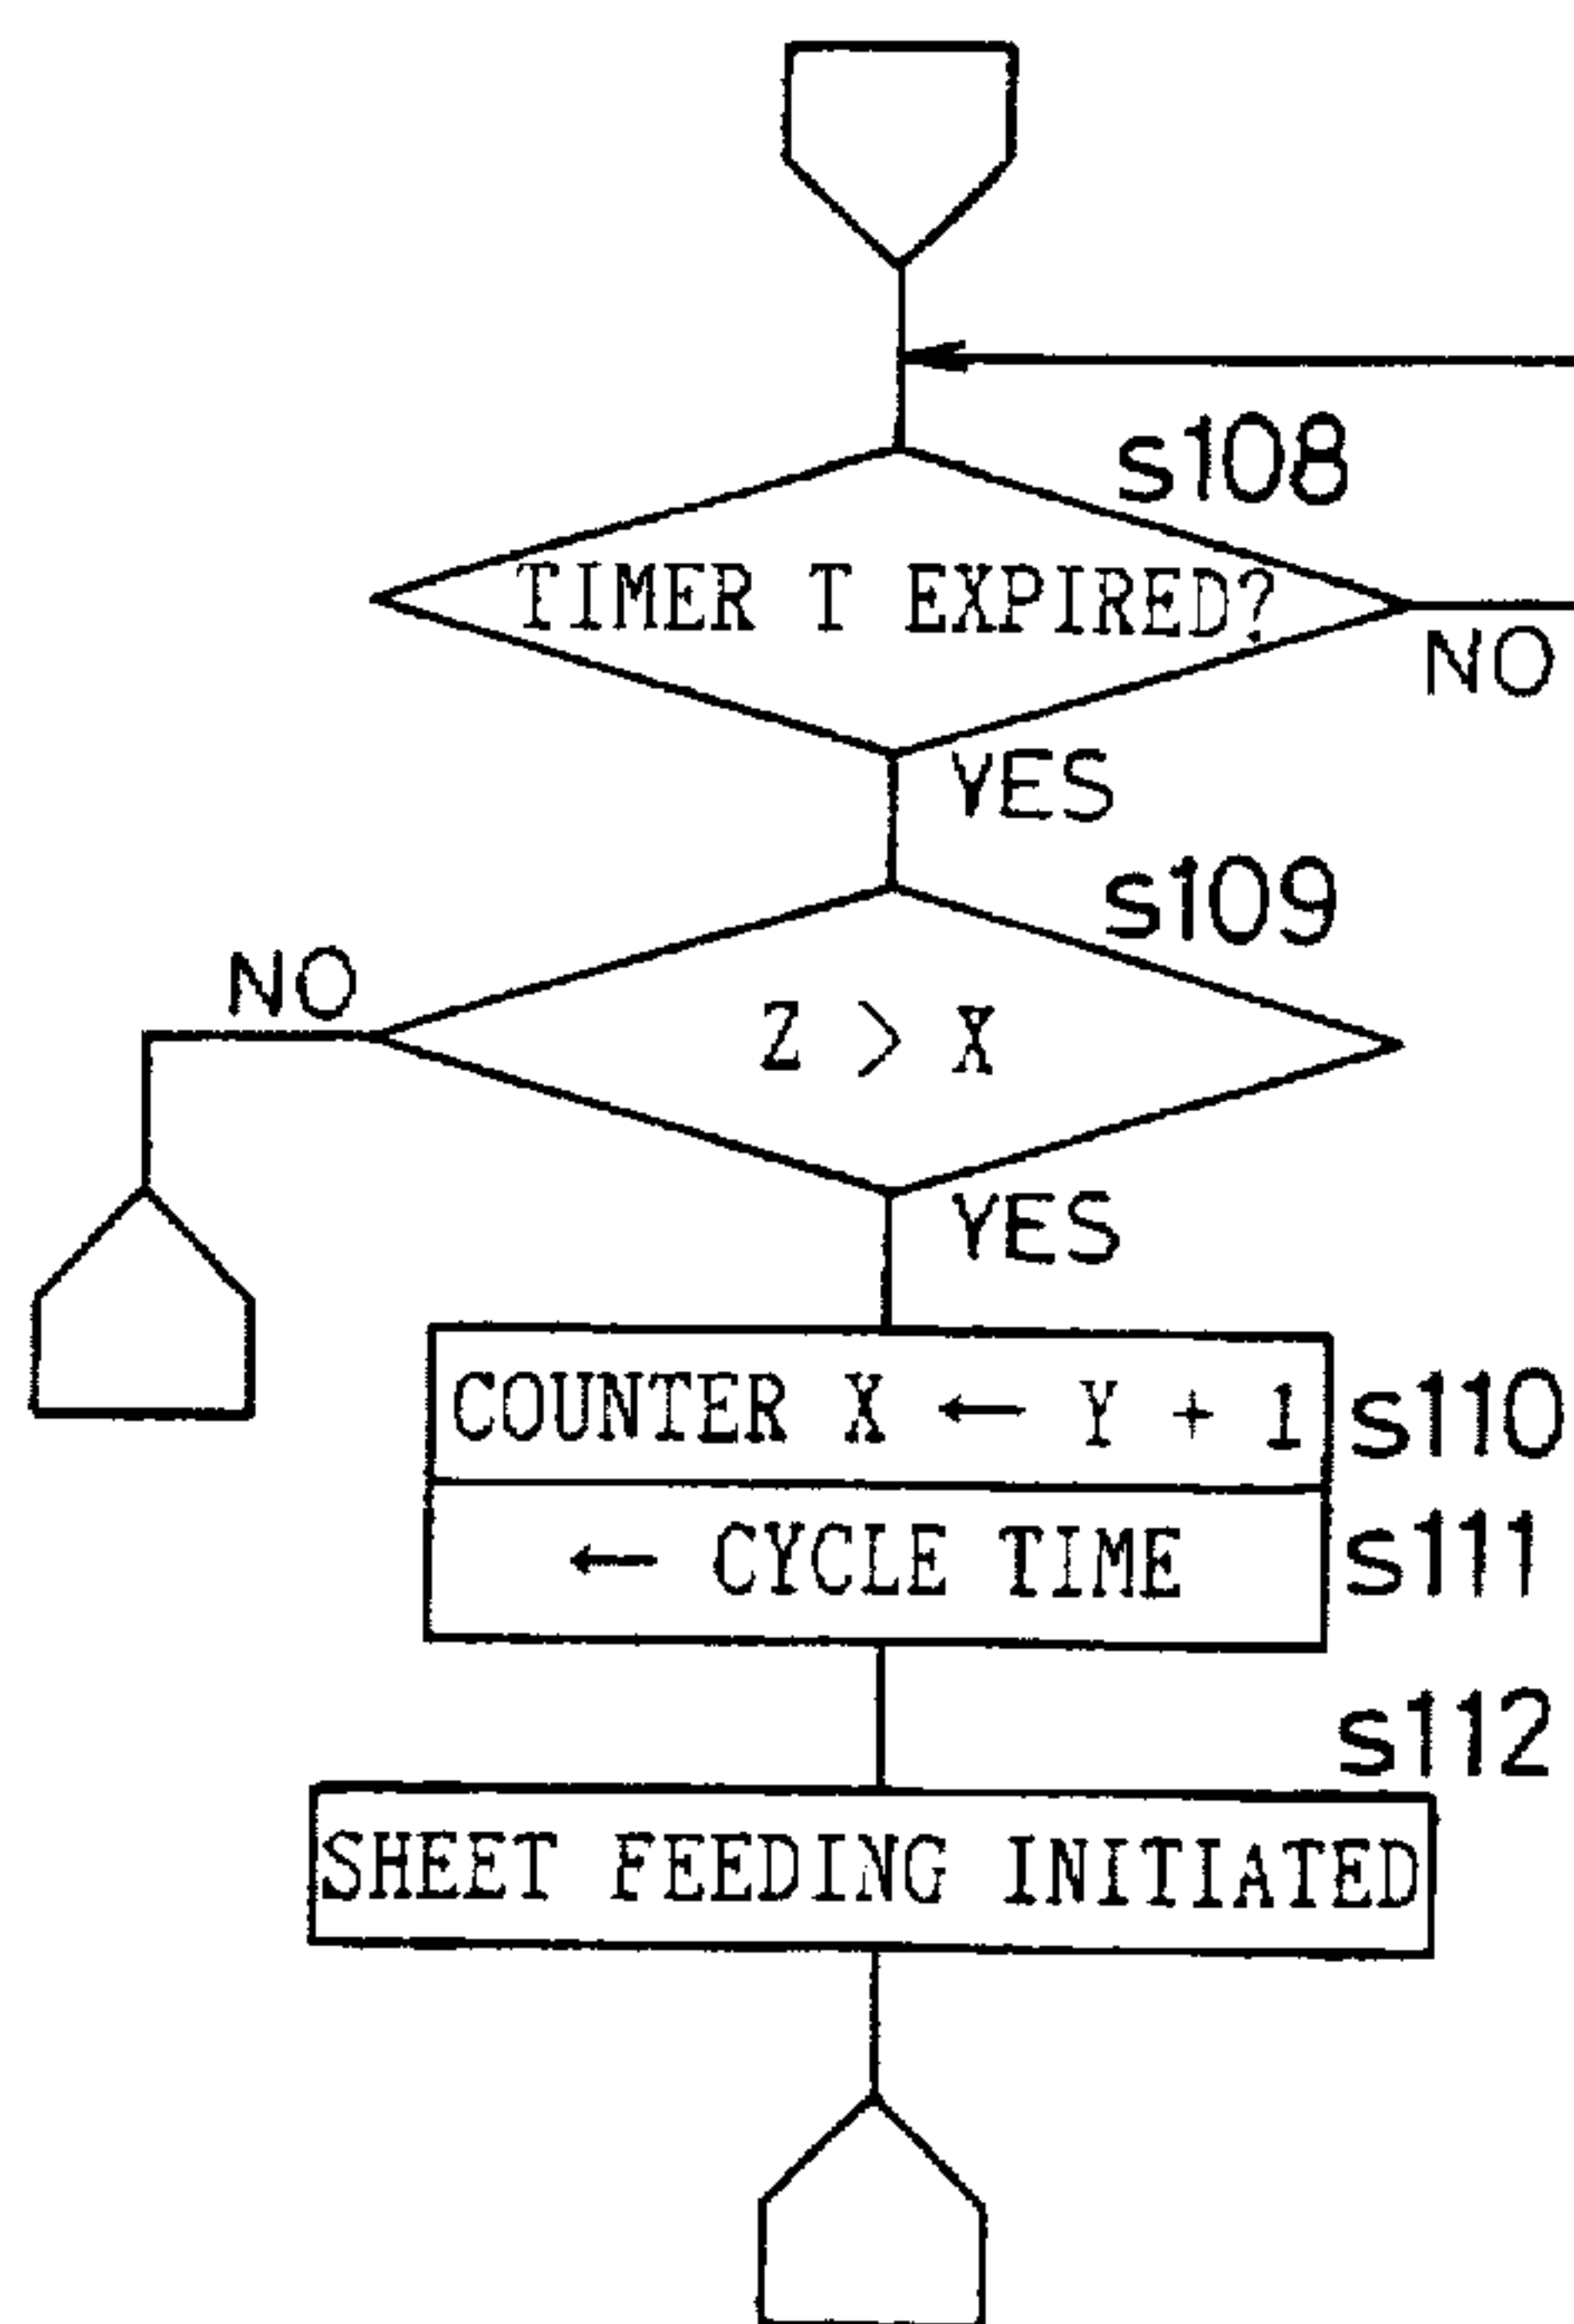 s108
TIMER T EXPIRED?
NO
YES
s109
NO
Z > X
YES
COUNTER X ← Y + 1 s110
← CYCLE TIME s111
s112
SHEET FEEDING INITIATED